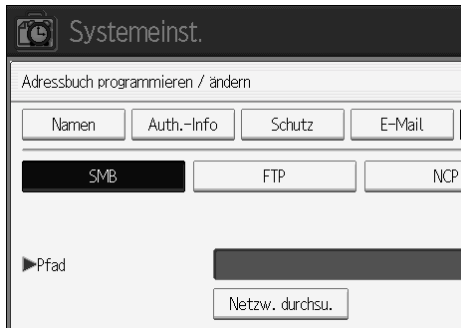 Systemeinst.
Adressbuch programmieren / ändern
Namen Auth.-Info Schutz E-Mail
SMB FTP NCP
▶Pfad
Netzw. durchsu.